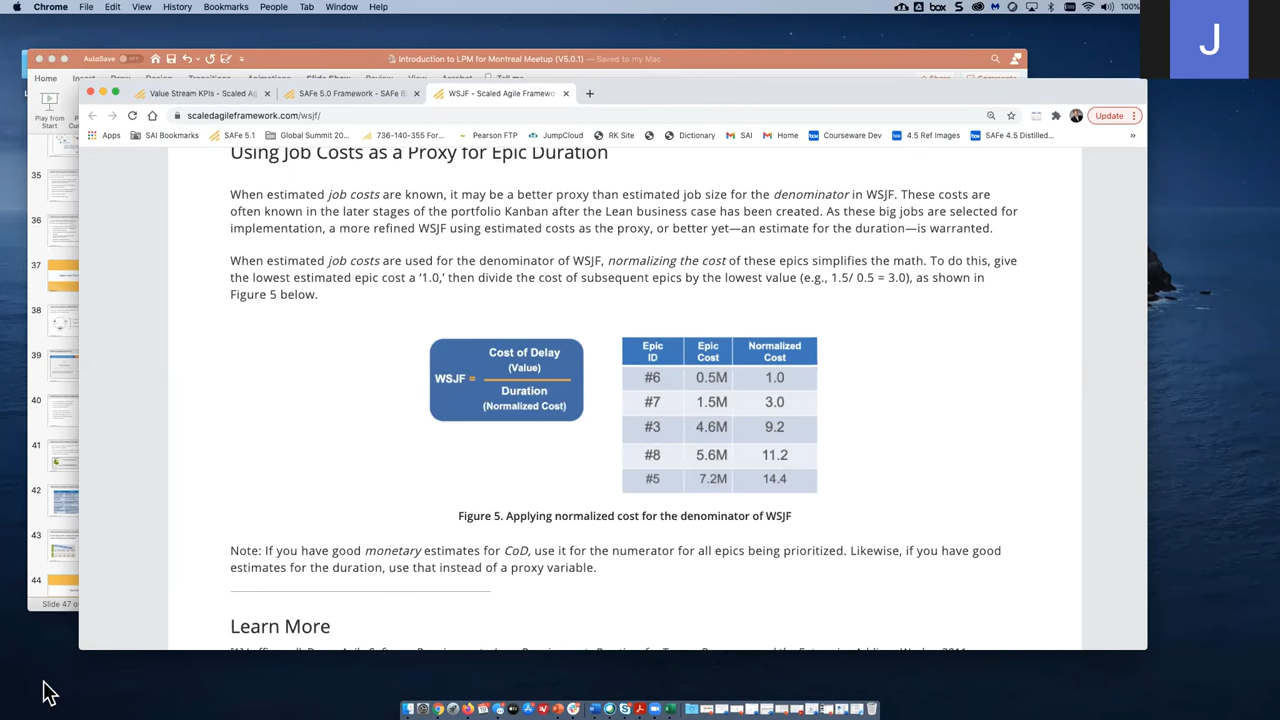 Chrome File Edit View History Bookmarks People Tab Window Help
box
100%
J
AutoSave
Introduction to LPM for Montreal Meetup (V5.0.1) — Saved to my Mac
Home
Tell me
Value Stream KPIs - Scaled Ag
SAFe 5.0 Framework - SAFe B
WSJF - Scaled Agile Framewo
Play from
Start
scaledagileframework.com/wsjf/
Update
Apps SAI Bookmarks SAFe 5.1 Global Summit 20... 736-140-355 For... Pearson FTP JumpCloud RK Site Dictionary SAI Home Courseware Dev 4.5 Ref Images SAFe 4.5 Distilled...
35
36
37
38
39
40
41
42
43
44
Slide 47 of
Using Job Costs as a Proxy for Epic Duration
When estimated job costs are known, it may be a better proxy than estimated job size for the denominator in WSJF. These costs are
often known in the later stages of the portfolio Kanban after the Lean business case has been created. As these big jobs are selected for
implementation, a more refined WSJF using estimated costs as the proxy, or better yet—an estimate for the duration—is warranted.
When estimated job costs are used for the denominator of WSJF, normalizing the cost of these epics simplifies the math. To do this, give
the lowest estimated epic cost a ‘1.0,’ then divide the cost of subsequent epics by the lowest value (e.g., 1.5/ 0.5 = 3.0), as shown in
Figure 5 below.
WSJF =
Cost of Delay
(Value)
Duration
(Normalized Cost)
Epic ID Epic Cost Normalized Cost
#6 0.5M 1.0
#7 1.5M 3.0
#3 4.6M 9.2
#8 5.6M 11.2
#5 7.2M 14.4
Figure 5. Applying normalized cost for the denominator of WSJF
Note: If you have good monetary estimates for CoD, use it for the numerator for all epics being prioritized. Likewise, if you have good
estimates for the duration, use that instead of a proxy variable.
Learn More